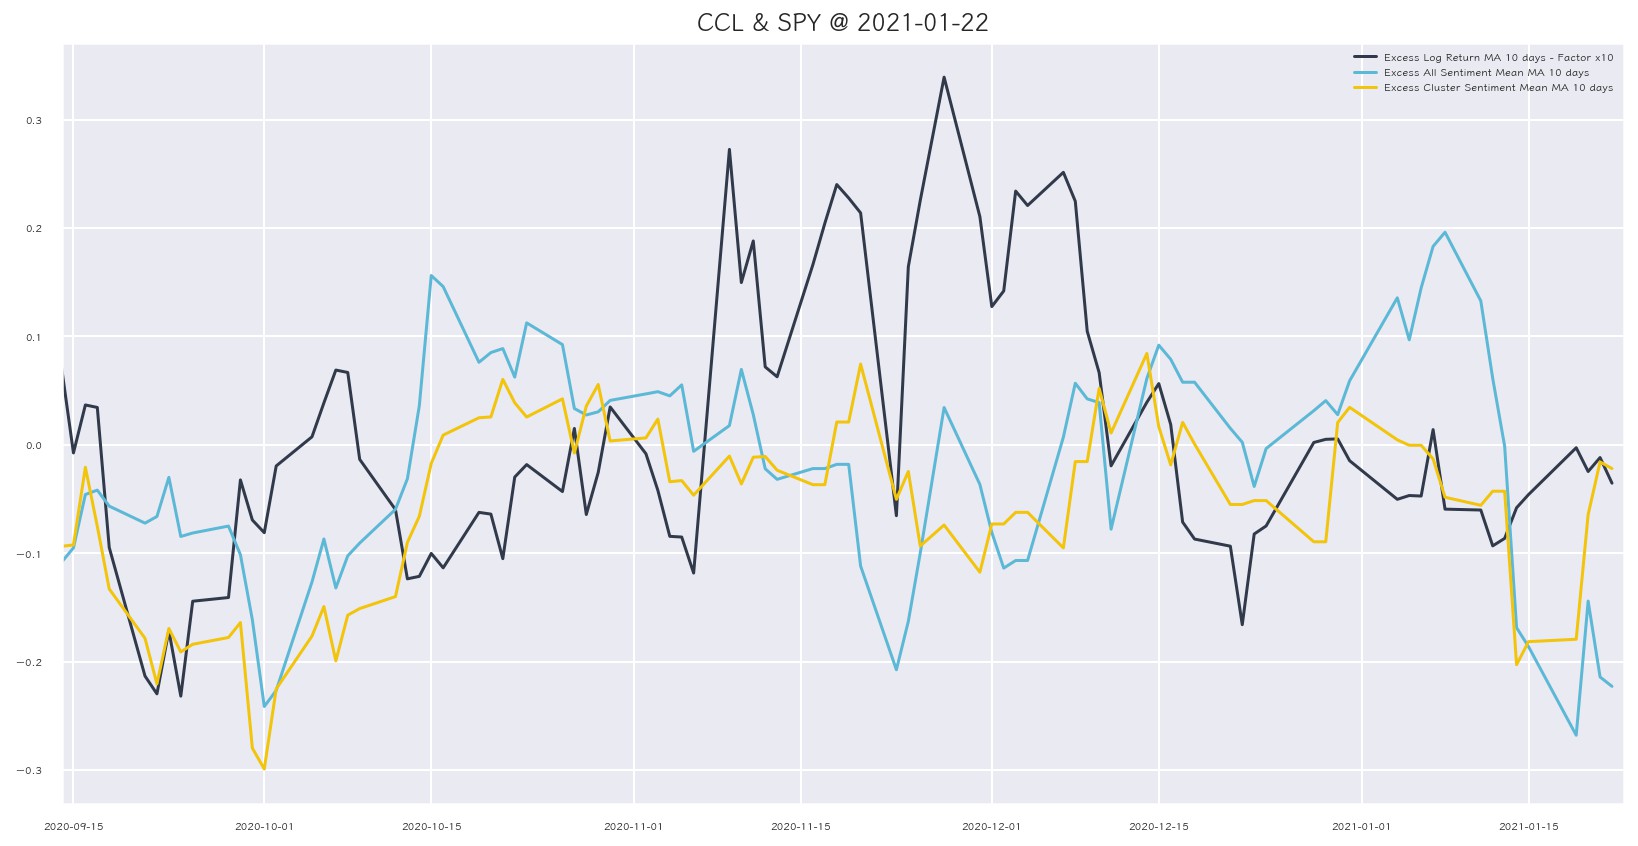 CCL & SPY @ 2021-01-22
Excess Log Return MA 10 days - Factor x10
Excess All Sentiment Mean MA 10 days
Excess Cluster Sentiment Mean MA 10 days
0.3
0.2
0.1
0.0
−0.1
−0.2
−0.3
2020-09-15 2020-10-01 2020-10-15 2020-11-01 2020-11-15 2020-12-01 2020-12-15 2021-01-01 2021-01-15